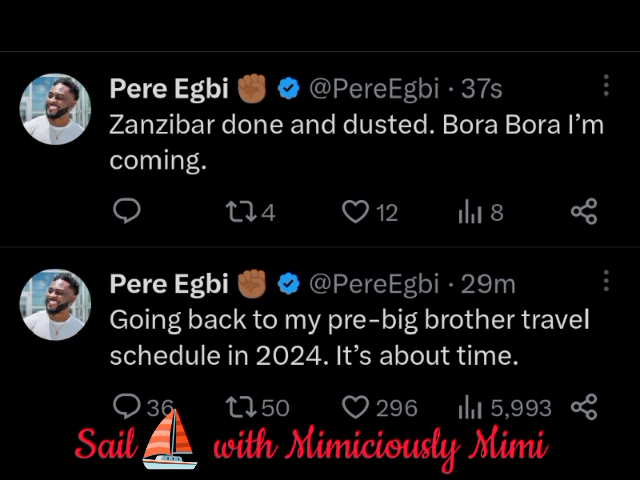 Pere Egbi ✊🏾 @PereEgbi · 37s
Zanzibar done and dusted. Bora Bora I’m
coming.
4 12 8
Pere Egbi ✊🏾 @PereEgbi · 29m
Going back to my pre-big brother travel
schedule in 2024. It’s about time.
36 50 296 5,993
Sail with Mimiciously Mimi